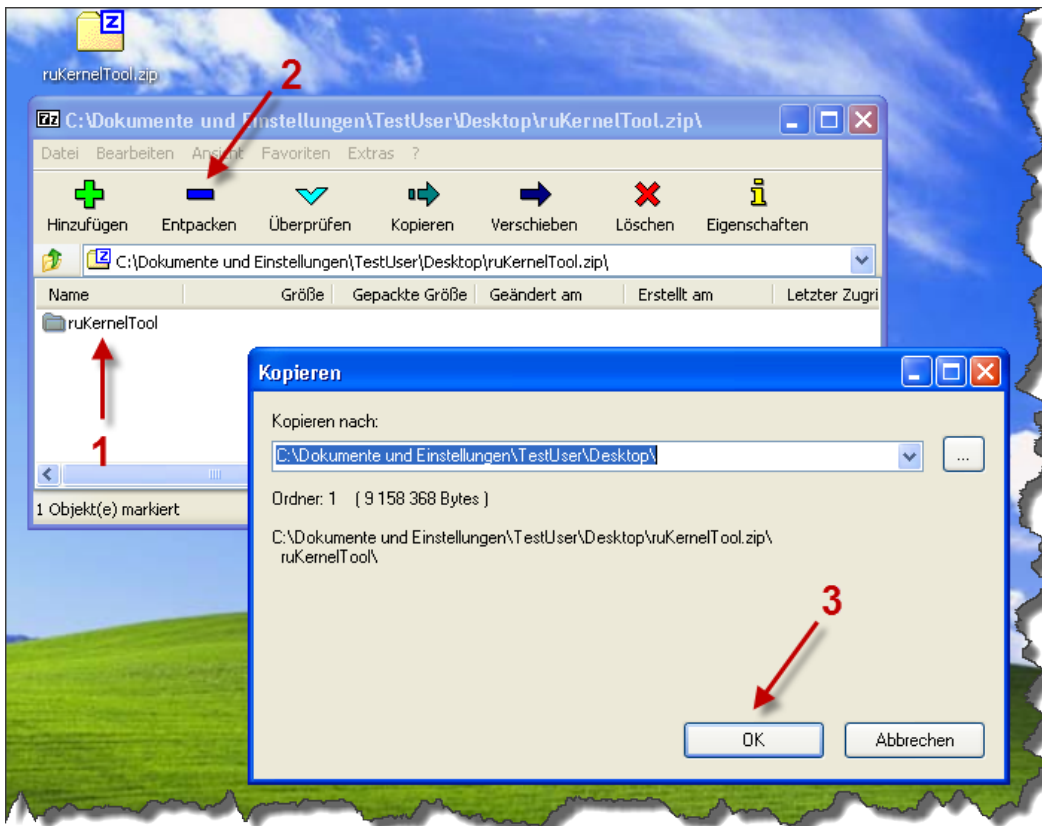 ruKernelTool.zip
2
C:\Dokumente und Einstellungen\TestUser\Desktop\ruKernelTool.zip\
Datei Bearbeiten Ansicht Favoriten Extras ?
Hinzufügen Entpacken Überprüfen Kopieren Verschieben Löschen Eigenschaften
C:\Dokumente und Einstellungen\TestUser\Desktop\ruKernelTool.zip\
Name Größe Gepackte Größe Geändert am Erstellt am Letzter Zugri
ruKernelTool
1
1 Objekt(e) markiert
Kopieren
Kopieren nach:
C:\Dokumente und Einstellungen\TestUser\Desktop\
...
Ordner: 1 ( 9 158 368 Bytes )
C:\Dokumente und Einstellungen\TestUser\Desktop\ruKernelTool.zip\
ruKernelTool\
3
OK Abbrechen